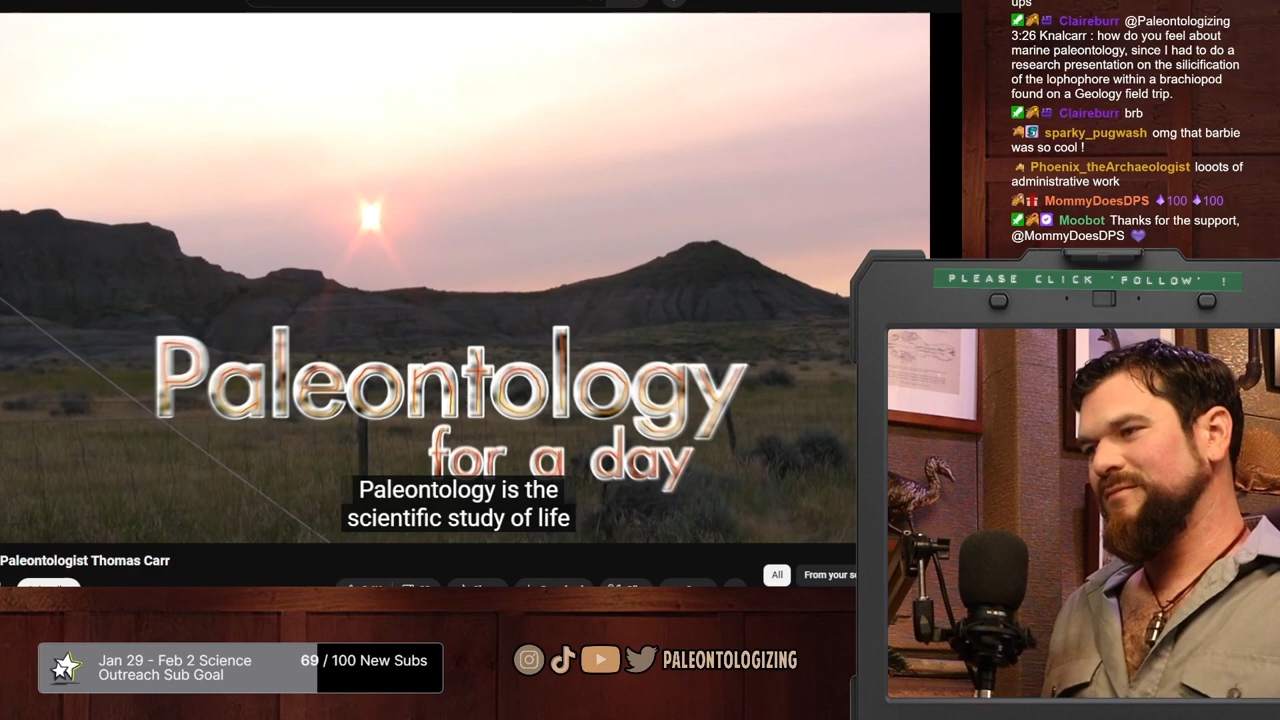 ups
Claireburr @Paleontologizing
3:26 Knalcarr : how do you feel about
marine paleontology, since I had to do a
research presentation on the silicification
of the lophophore within a brachiopod
found on a Geology field trip.
Claireburr brb
sparky_pugwash omg that barbie
was so cool !
Phoenix_theArchaeologist looots of
administrative work
MommyDoesDPS 100 100
Moobot Thanks for the support,
@MommyDoesDPS
PLEASE CLICK 'FOLLOW' !
Paleontology
for a day
Paleontology is the
scientific study of life
Paleontologist Thomas Carr
All
From your se
Jan 29 - Feb 2 Science
Outreach Sub Goal
69 / 100 New Subs
PALEONTOLOGIZING